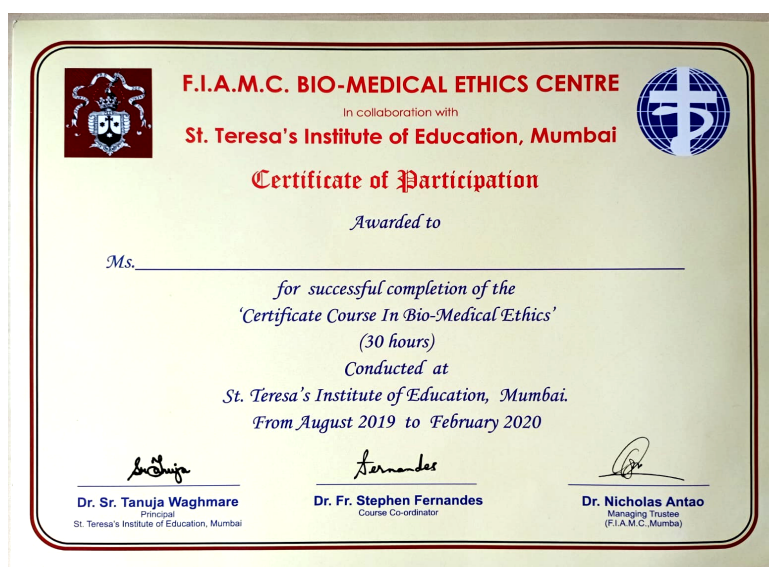 F.I.A.M.C. BIO-MEDICAL ETHICS CENTRE
In collaboration with
St. Teresa's Institute of Education, Mumbai
Certificate of Participation
Awarded to
Ms.
for successful completion of the
‘Certificate Course In Bio-Medical Ethics’
(30 hours)
Conducted at
St. Teresa's Institute of Education, Mumbai.
From August 2019 to February 2020
Fernandes
Dr. Sr. Tanuja Waghmare
Principal
St. Teresa's Institute of Education, Mumbai
Dr. Fr. Stephen Fernandes
Course Co-ordinator
Dr. Nicholas Antao
Managing Trustee
(F.I.A.M.C.,Mumba)